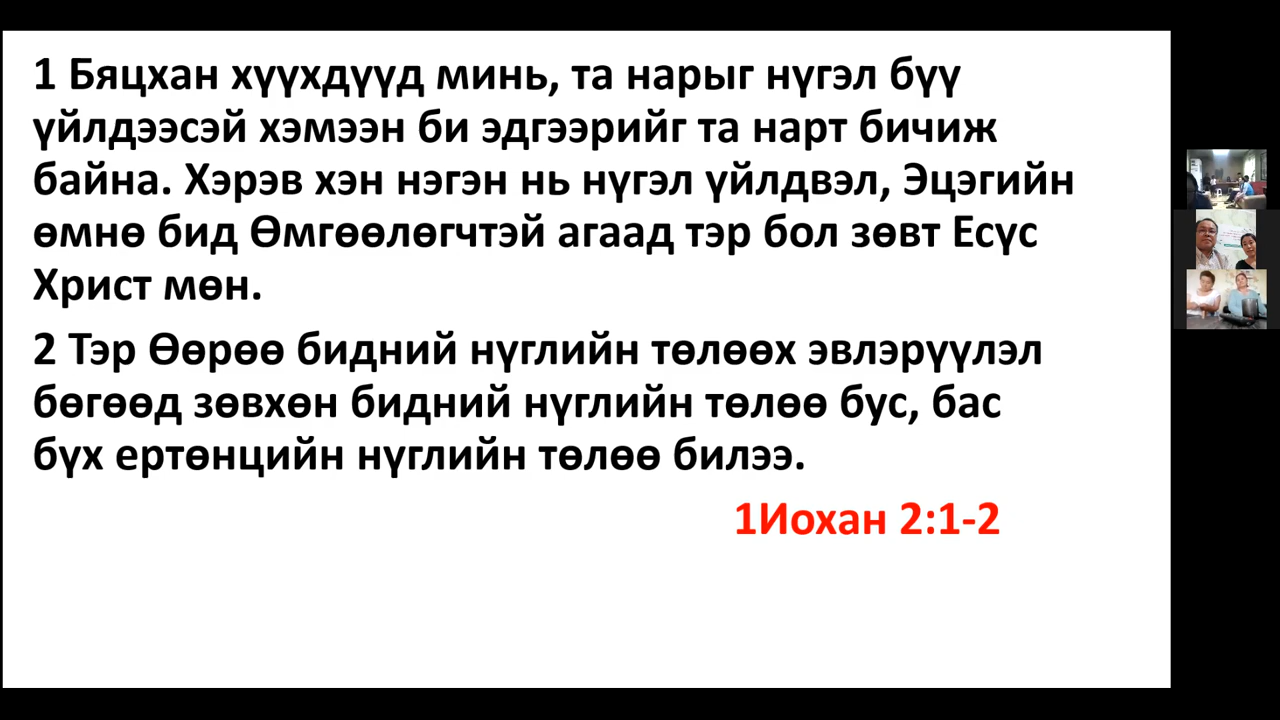 1 Бяцхан хүүхдүүд минь, та нарыг нүгэл бүү
үйлдээсэй хэмээн би эдгээрийг та нарт бичиж
байна. Хэрэв хэн нэгэн нь нүгэл үйлдвэл, Эцэгийн
өмнө бид Өмгөөлөгчтэй агаад тэр бол зөвт Есүс
Христ мөн.
2 Тэр Өөрөө бидний нүглийн төлөөх эвлэрүүлэл
бөгөөд зөвхөн бидний нүглийн төлөө бус, бас
бүх ертөнцийн нүглийн төлөө билээ.
1Иохан 2:1-2